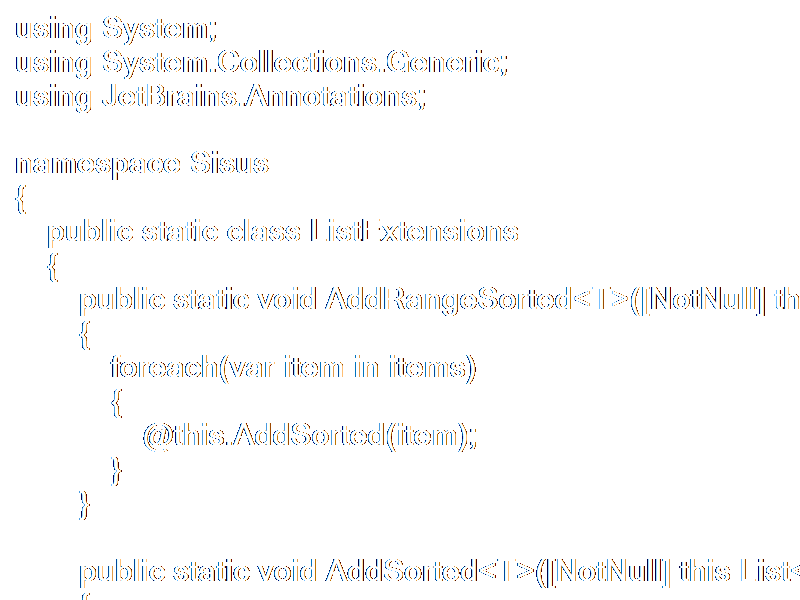 using System;
using System.Collections.Generic;
using JetBrains.Annotations;
namespace Sisus
{
public static class ListExtensions
{
public static void AddRangeSorted<T>([NotNull] th
{
foreach(var item in items)
{
@this.AddSorted(item);
}
}
public static void AddSorted<T>([NotNull] this List<
{